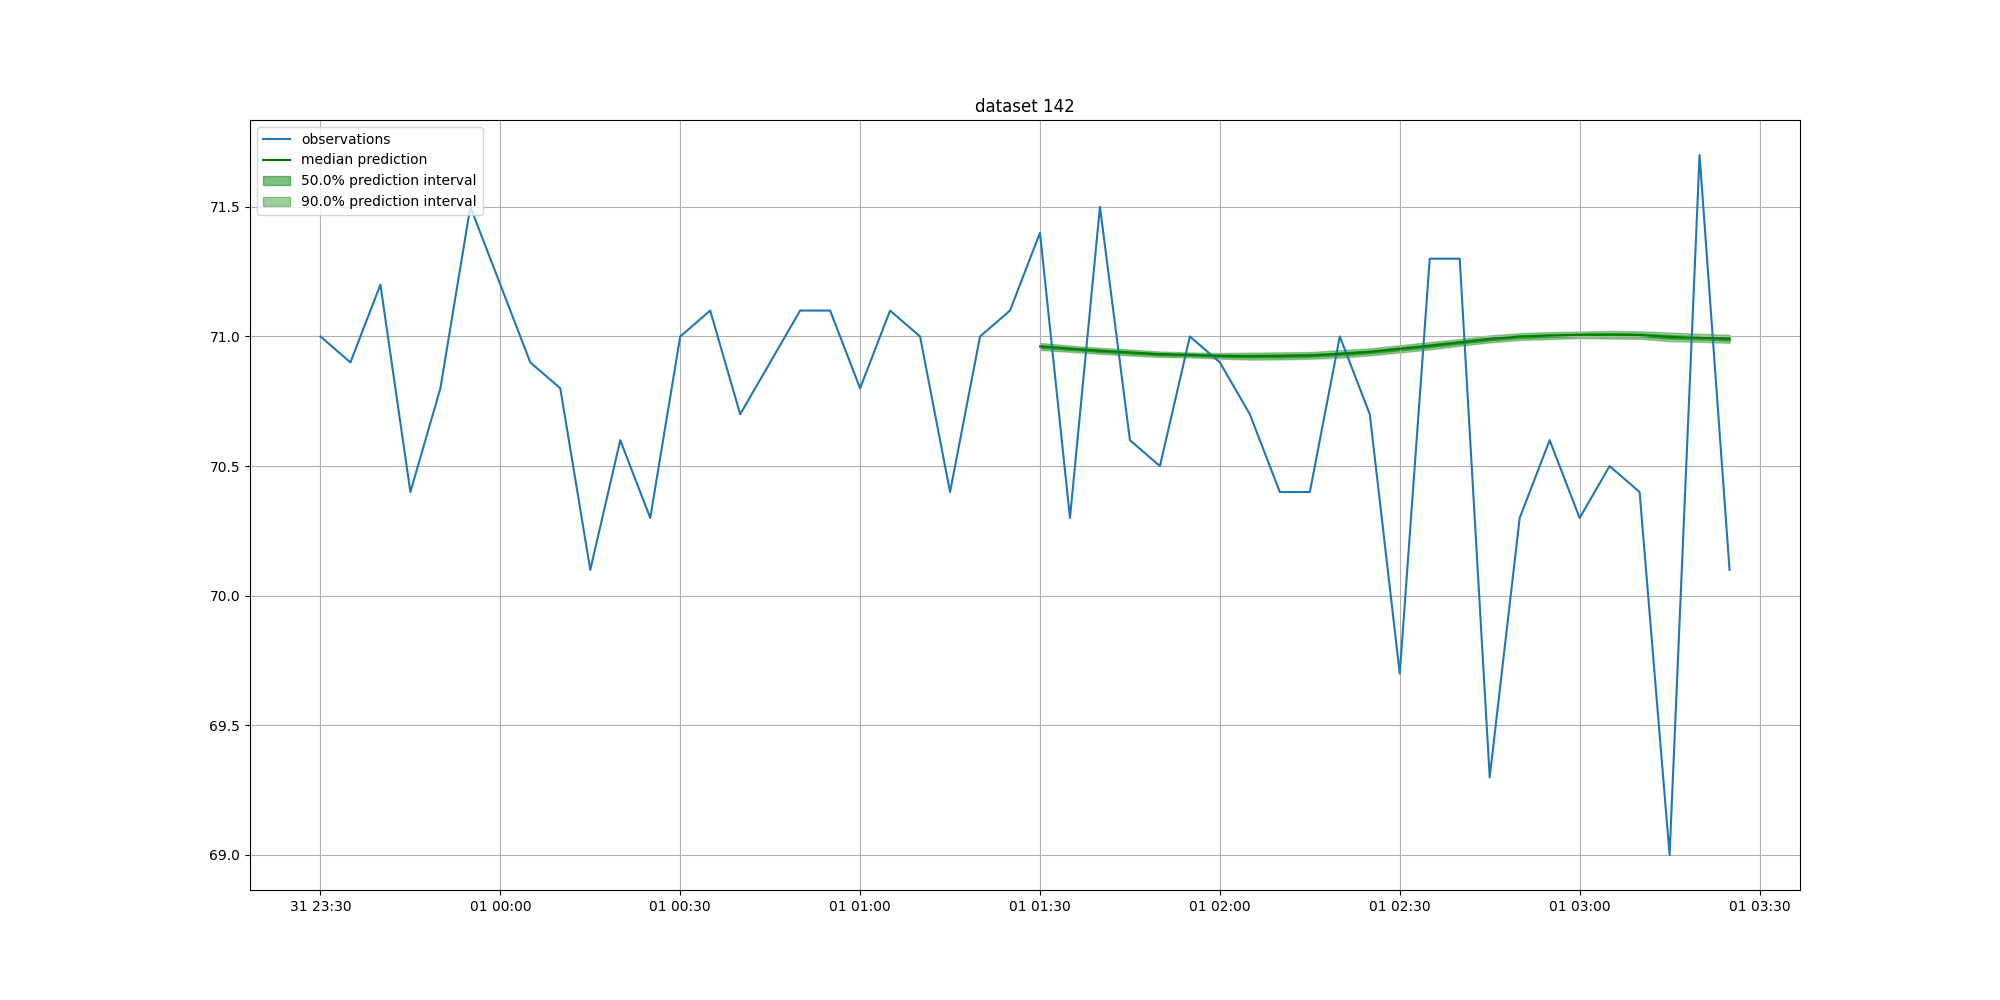 dataset 142
observations
median prediction
50.0% prediction interval
90.0% prediction interval
71.5
71.0
70.5
70.0
69.5
69.0
31 23:30 01 00:00 01 00:30 01 01:00 01 01:30 01 02:00 01 02:30 01 03:00 01 03:30